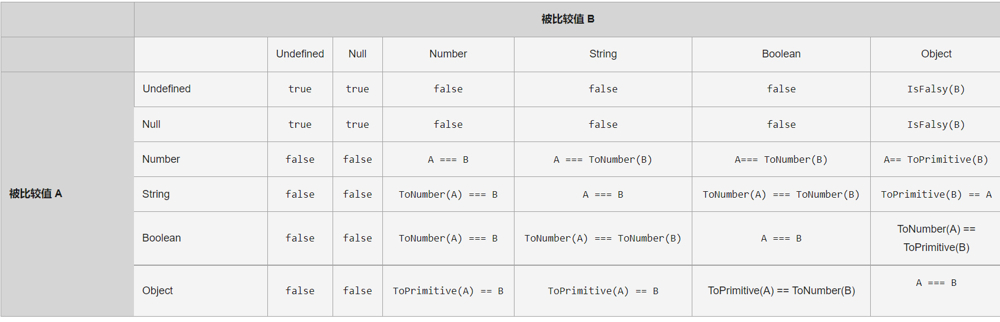 被比较值 B
Undefined Null Number String Boolean Object
Undefined true true false false false IsFalsy(B)
Null true true false false false IsFalsy(B)
Number false false A === B A === ToNumber(B) A=== ToNumber(B) A== ToPrimitive(B)
被比较值 A String false false ToNumber(A) === B A === B ToNumber(A) === ToNumber(B) ToPrimitive(B) == A
Boolean false false ToNumber(A) === B ToNumber(A) === ToNumber(B) A === B ToNumber(A) ==
ToPrimitive(B)
Object false false ToPrimitive(A) == B ToPrimitive(A) == B ToPrimitive(A) == ToNumber(B) A === B